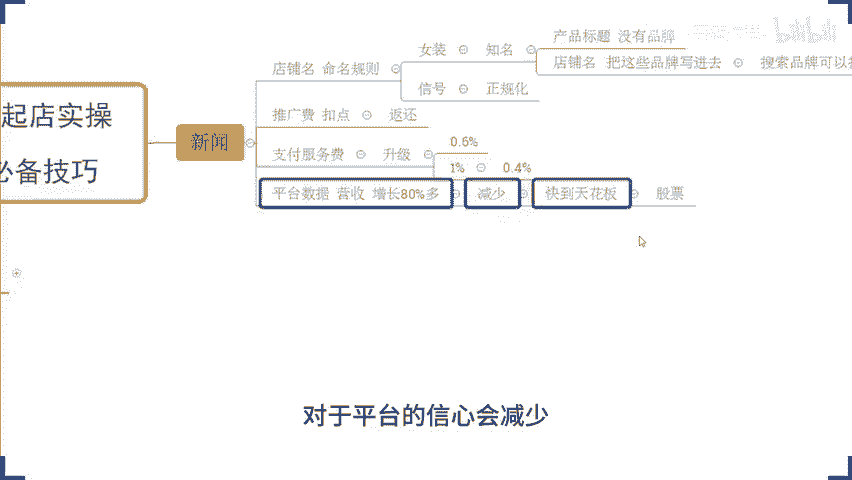 起店实操
必备技巧
新闻
店铺名 命名规则
女装
知名
产品标题 没有品牌
店铺名 把这些品牌写进去
搜索品牌可以
信号
正规化
推广费 扣点
返还
支付服务费
升级
0.6%
1%
0.4%
平台数据 营收 增长80%多
减少
快到天花板
股票
对于平台的信心会减少
bilibili